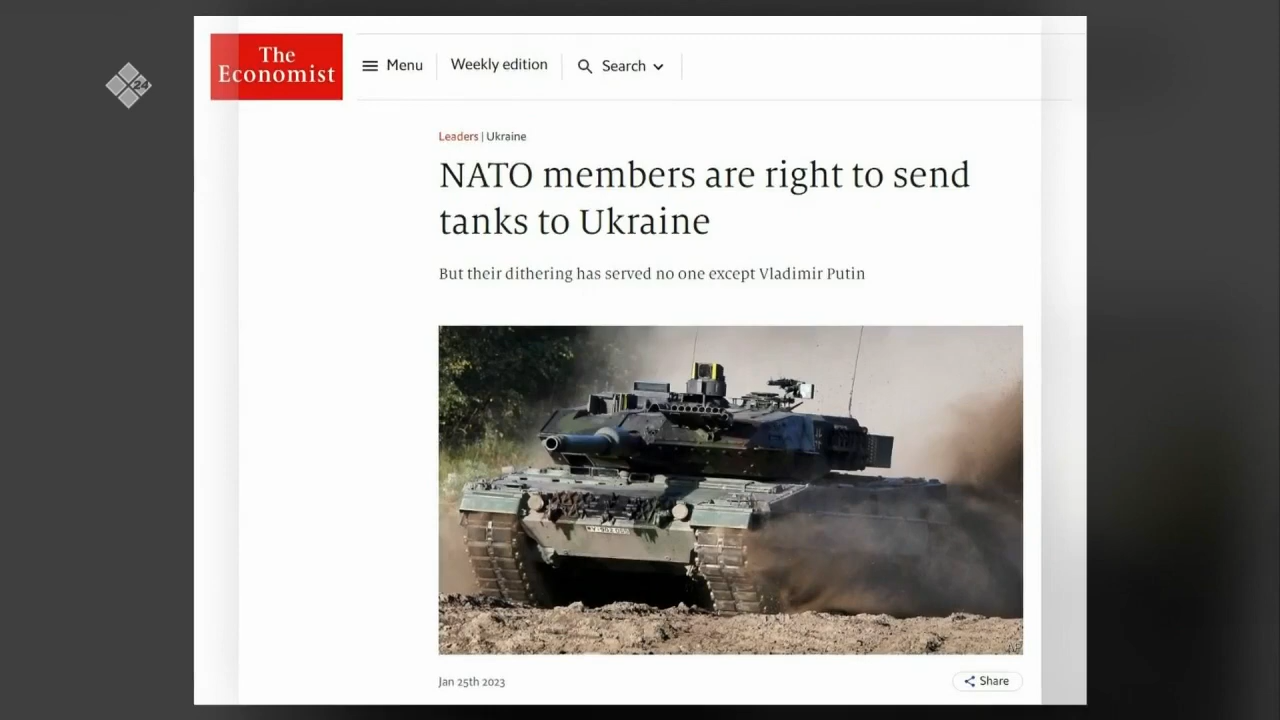 The
Economist
Menu
Weekly edition
Search
24
Leaders | Ukraine
NATO members are right to send
tanks to Ukraine
But their dithering has served no one except Vladimir Putin
Jan 25th 2023
Share